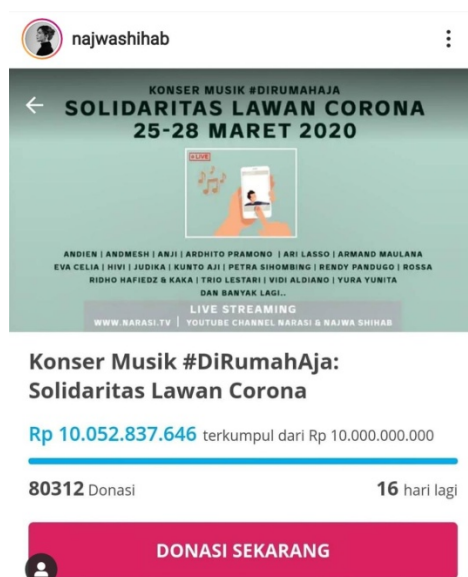 najwashihab
KONSER MUSIK #DIRUMAHAJA
SOLIDARITAS LAWAN CORONA
25-28 MARET 2020
LIVE
ANDIEN | ANDMESH | ANJI | ARDHITO PRAMONO | ARI LASSO | ARMAND MAULANA
EVA CELIA | HIVI | JUDIKA | KUNTO AJI | PETRA SIHOMBING | RENDY PANDUGO | ROSSA
RIDHO HAFIEDZ & KAKA | TRIO LESTARI | VIDI ALDIANO | YURA YUNITA
DAN BANYAK LAGI..
LIVE STREAMING
WWW.NARASI.TV | YOUTUBE CHANNEL NARASI & NAJWA SHIHAB
Konser Musik #DiRumahAja:
Solidaritas Lawan Corona
Rp 10.052.837.646 terkumpul dari Rp 10.000.000.000
80312 Donasi 16 hari lagi
DONASI SEKARANG